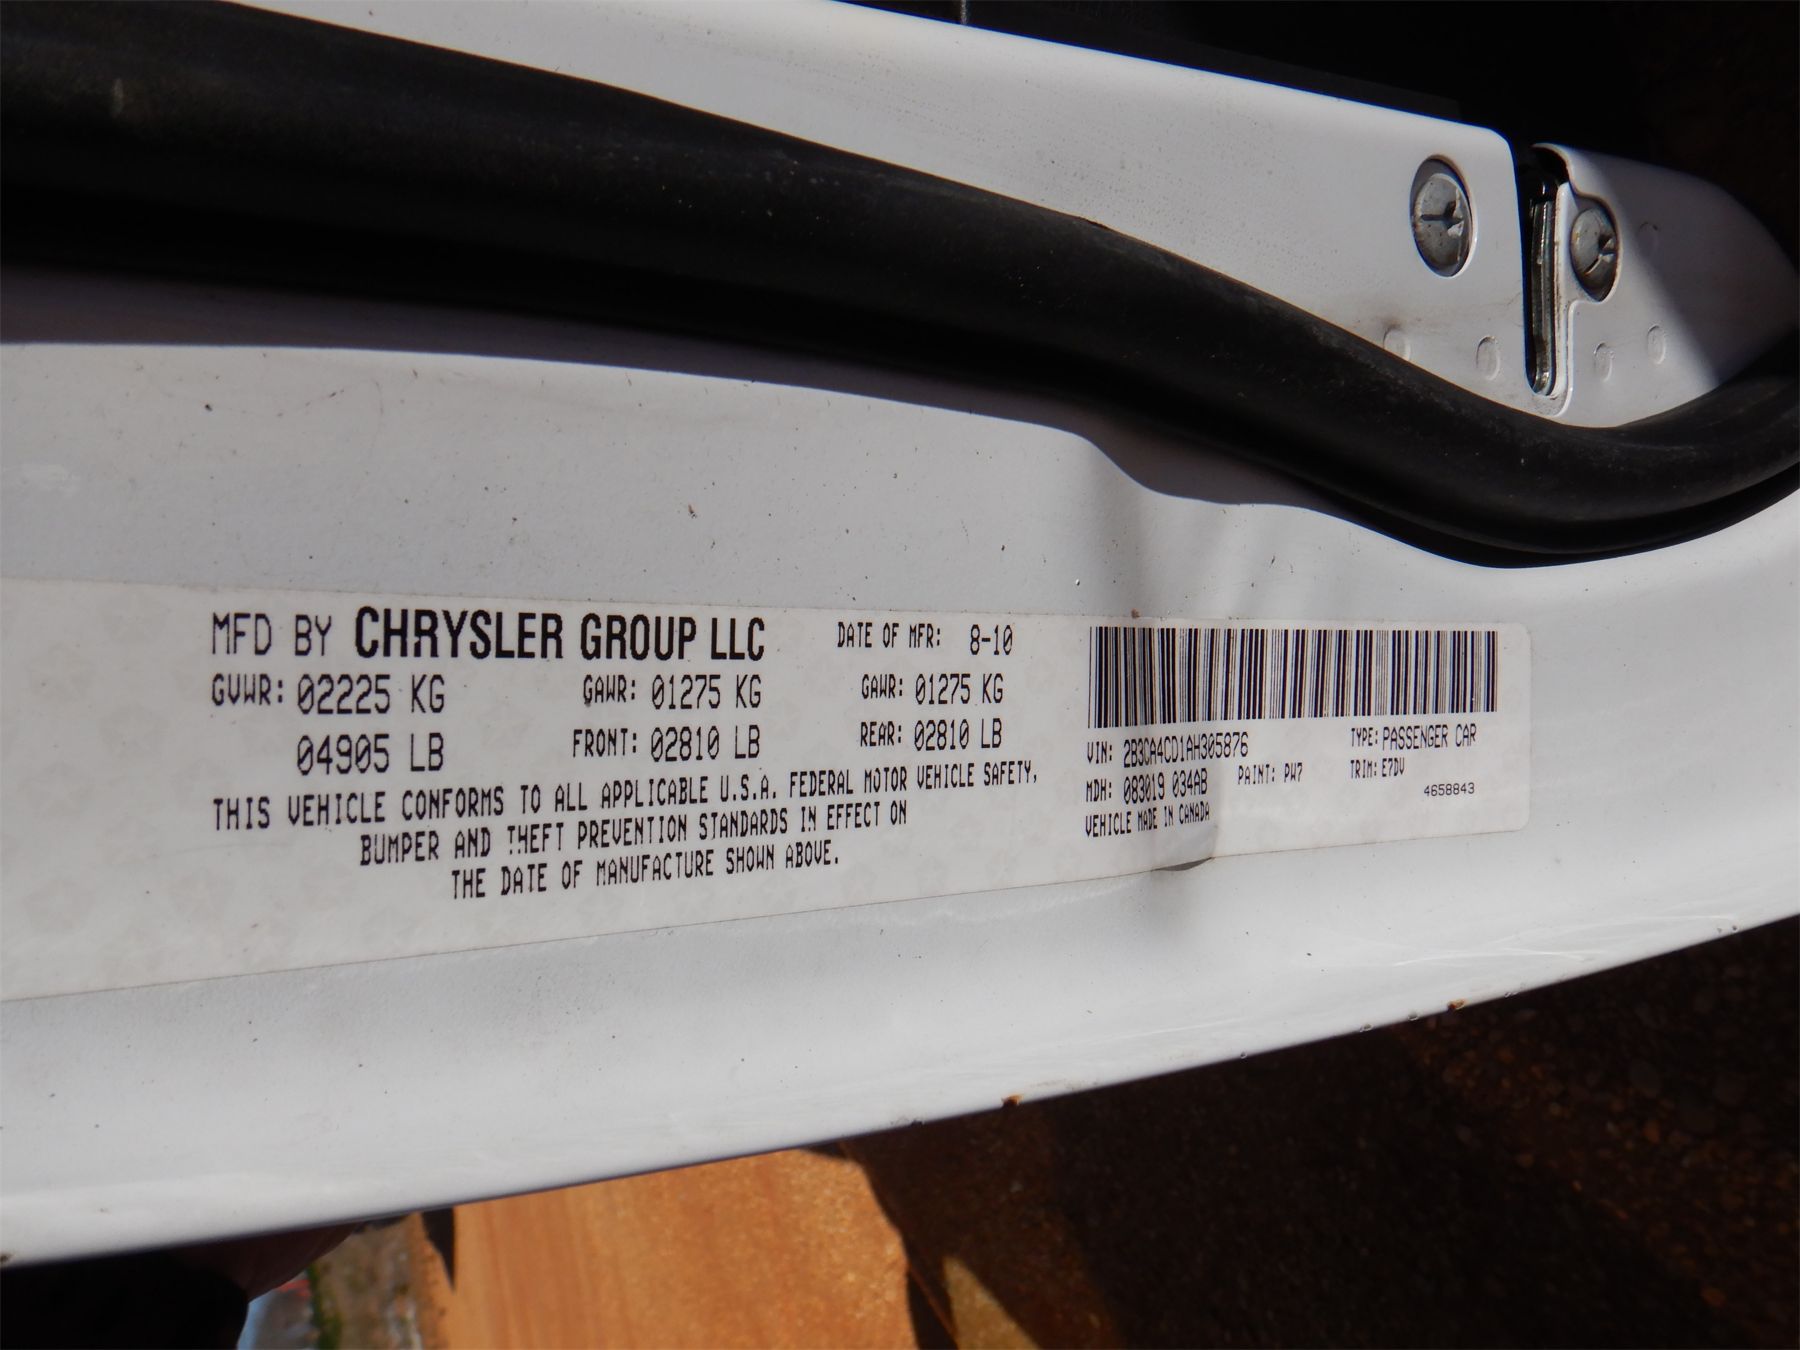 MFD BY CHRYSLER GROUP LLC DATE OF MFR: 8-10
GVWR: 02225 KG GAWR: 01275 KG GAWR: 01275 KG
04905 LB FRONT: 02810 LB REAR: 02810 LB
THIS VEHICLE CONFORMS TO ALL APPLICABLE U.S.A. FEDERAL MOTOR VEHICLE SAFETY,
BUMPER AND THEFT PREVENTION STANDARDS IN EFFECT ON
THE DATE OF MANUFACTURE SHOWN ABOVE.
VIN: 2B3CA4CD1AH305876 TYPE: PASSENGER CAR
MDH: 083019 034AB PAINT: PW7 TRIM: E7DV
VEHICLE MADE IN CANADA 4658843